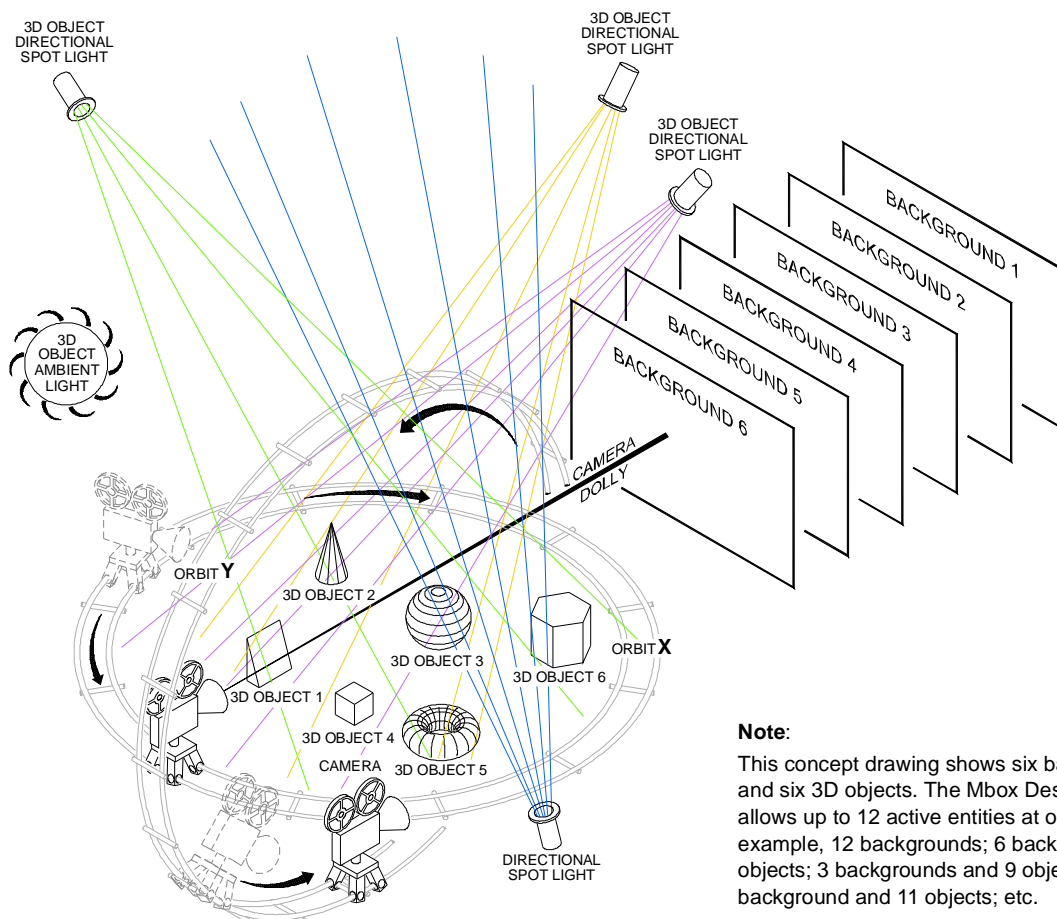 3D OBJECT
DIRECTIONAL
SPOT LIGHT
3D OBJECT
DIRECTIONAL
SPOT LIGHT
3D OBJECT
DIRECTIONAL
SPOT LIGHT
BACKGROUND 1
BACKGROUND 2
BACKGROUND 3
BACKGROUND 4
BACKGROUND 5
BACKGROUND 6
3D
OBJECT
AMBIENT
LIGHT
CAMERA
DOLLY
ORBIT Y
3D OBJECT 2
3D OBJECT 3
ORBIT X
3D OBJECT 6
3D OBJECT 1
3D OBJECT 4
CAMERA
3D OBJECT 5
DIRECTIONAL
SPOT LIGHT
Note:
This concept drawing shows six
and six 3D objects. The Mbox
allows up to 12 active entities at
example, 12 backgrounds; 6
objects; 3 backgrounds and 9
background and 11 objects; etc.